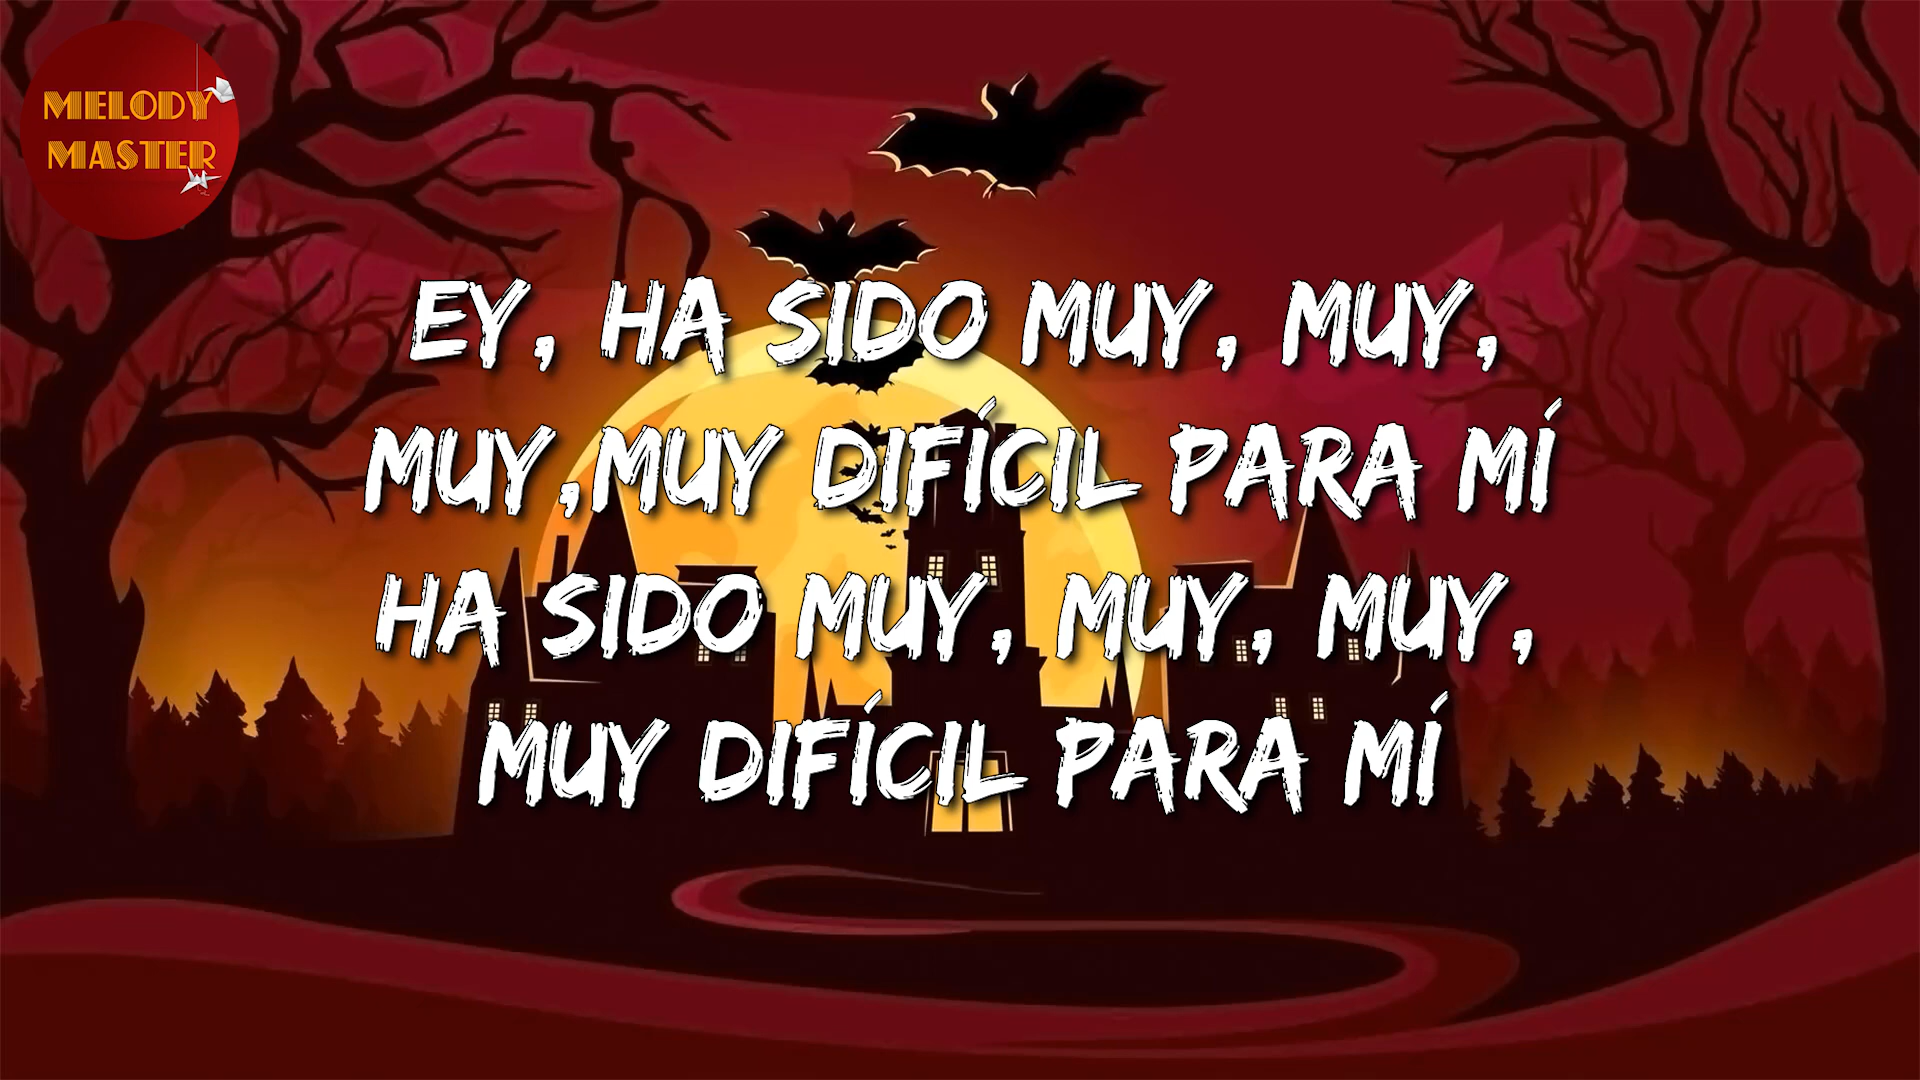 MELODY
MASTER
EY, HA SIDO MUY, MUY,
MUY,MUY DIFÍCIL PARA MÍ
HA SIDO MUY, MUY, MUY,
MUY DIFÍCIL PARA MÍ